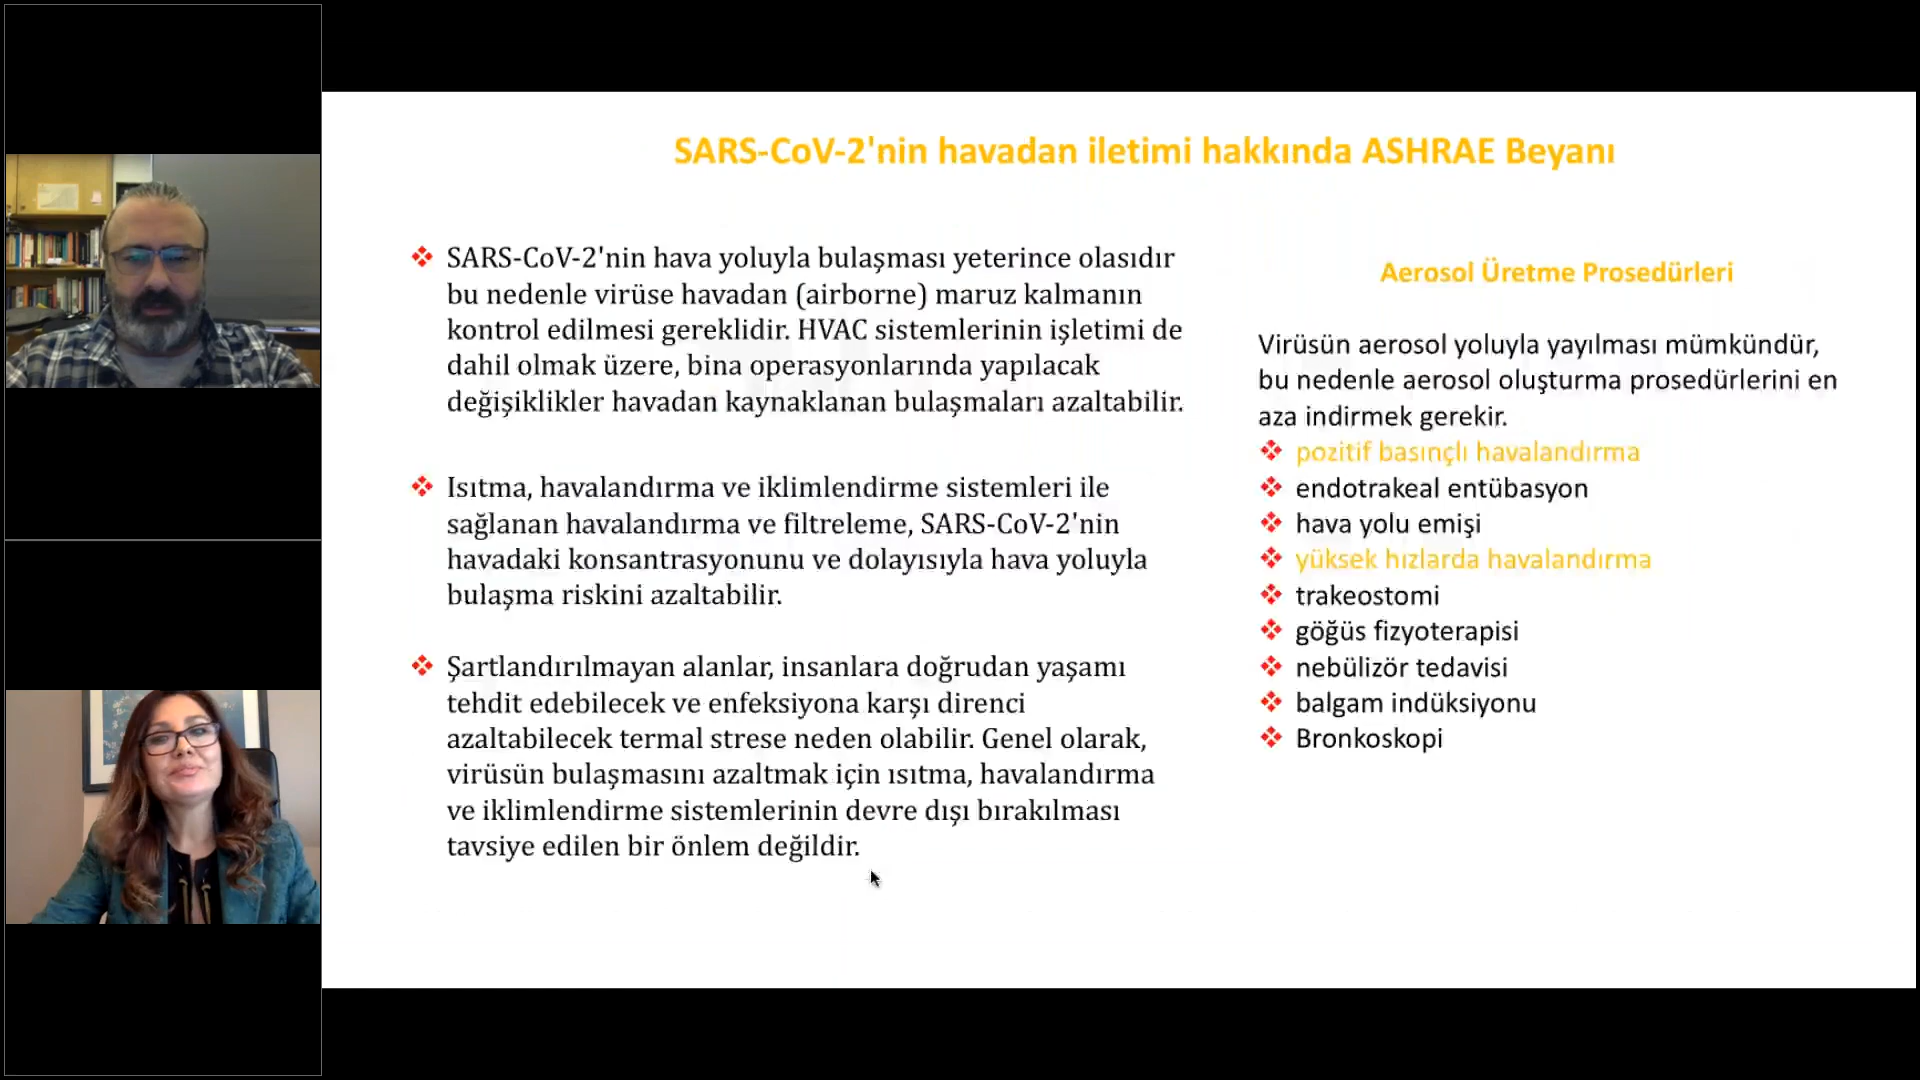 SARS-CoV-2'nin havadan iletimi hakkında ASHRAE Beyanı
SARS-CoV-2'nin hava yoluyla bulaşması yeterince olasıdır
bu nedenle virüse havadan (airborne) maruz kalmanın
kontrol edilmesi gereklidir. HVAC sistemlerinin işletimi de
dahil olmak üzere, bina operasyonlarında yapılacak
değişiklikler havadan kaynaklanan bulaşmaları azaltabilir.
Isıtma, havalandırma ve iklimlendirme sistemleri ile
sağlanan havalandırma ve filtreleme, SARS-CoV-2'nin
havadaki konsantrasyonunu ve dolayısıyla hava yoluyla
bulaşma riskini azaltabilir.
Şartlandırılmayan alanlar, insanlara doğrudan yaşamı
tehdit edebilecek ve enfeksiyona karşı direnci
azaltabilecek termal strese neden olabilir. Genel olarak,
virüsün bulaşmasını azaltmak için ısıtma, havalandırma
ve iklimlendirme sistemlerinin devre dışı bırakılması
tavsiye edilen bir önlem değildir.
Aerosol Üretme Prosedürleri
Virüsün aerosol yoluyla yayılması mümkündür,
bu nedenle aerosol oluşturma prosedürlerini en
aza indirmek gerekir.
pozitif basınçlı havalandırma
endotrakeal entübasyon
hava yolu emişi
yüksek hızlarda havalandırma
trakeostomi
göğüs fizyoterapisi
nebülizör tedavisi
balgam indüksiyonu
Bronkoskopi